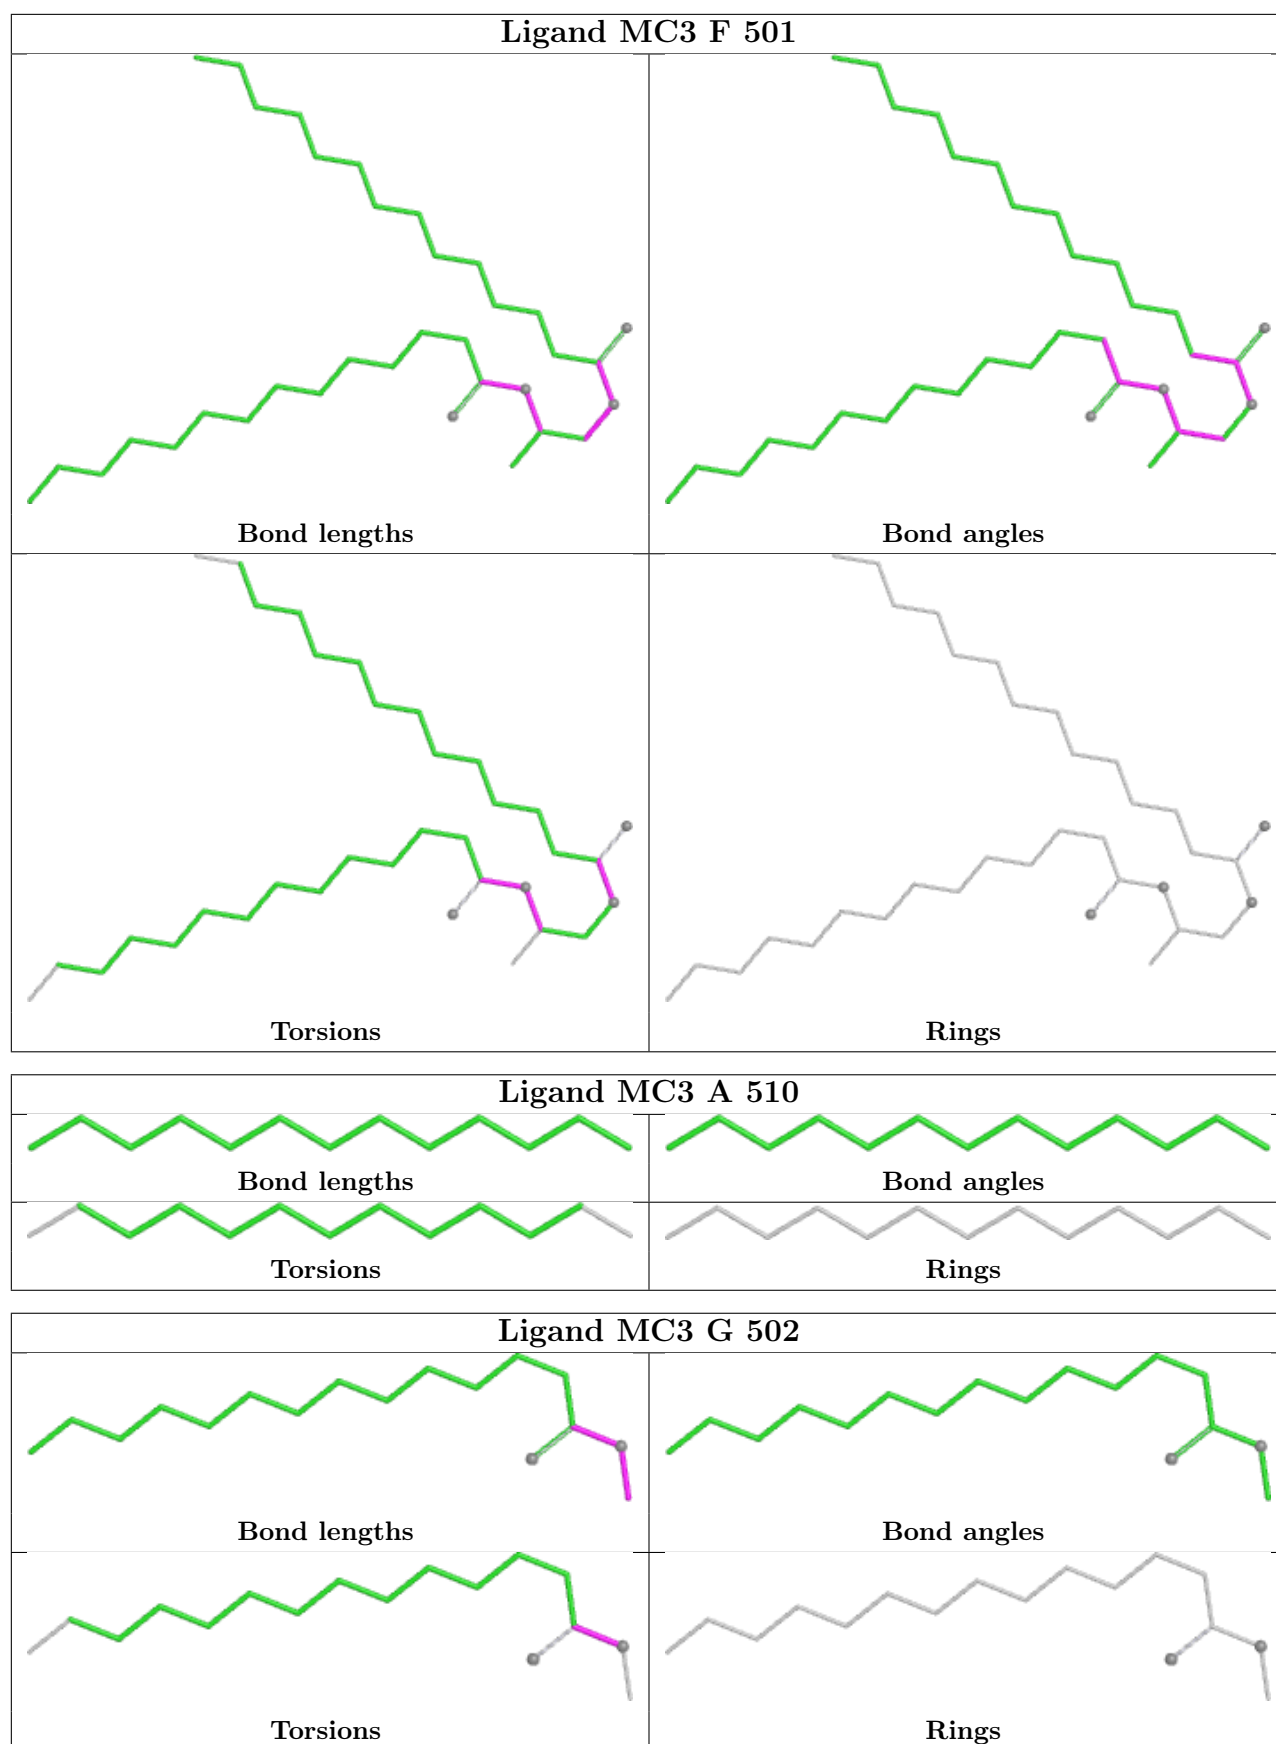 Ligand MC3 F 501
Bond lengths
Bond angles
Torsions
Rings
Ligand MC3 A 510
Bond lengths
Bond angles
Torsions
Rings
Ligand MC3 G 502
Bond lengths
Bond angles
Torsions
Rings